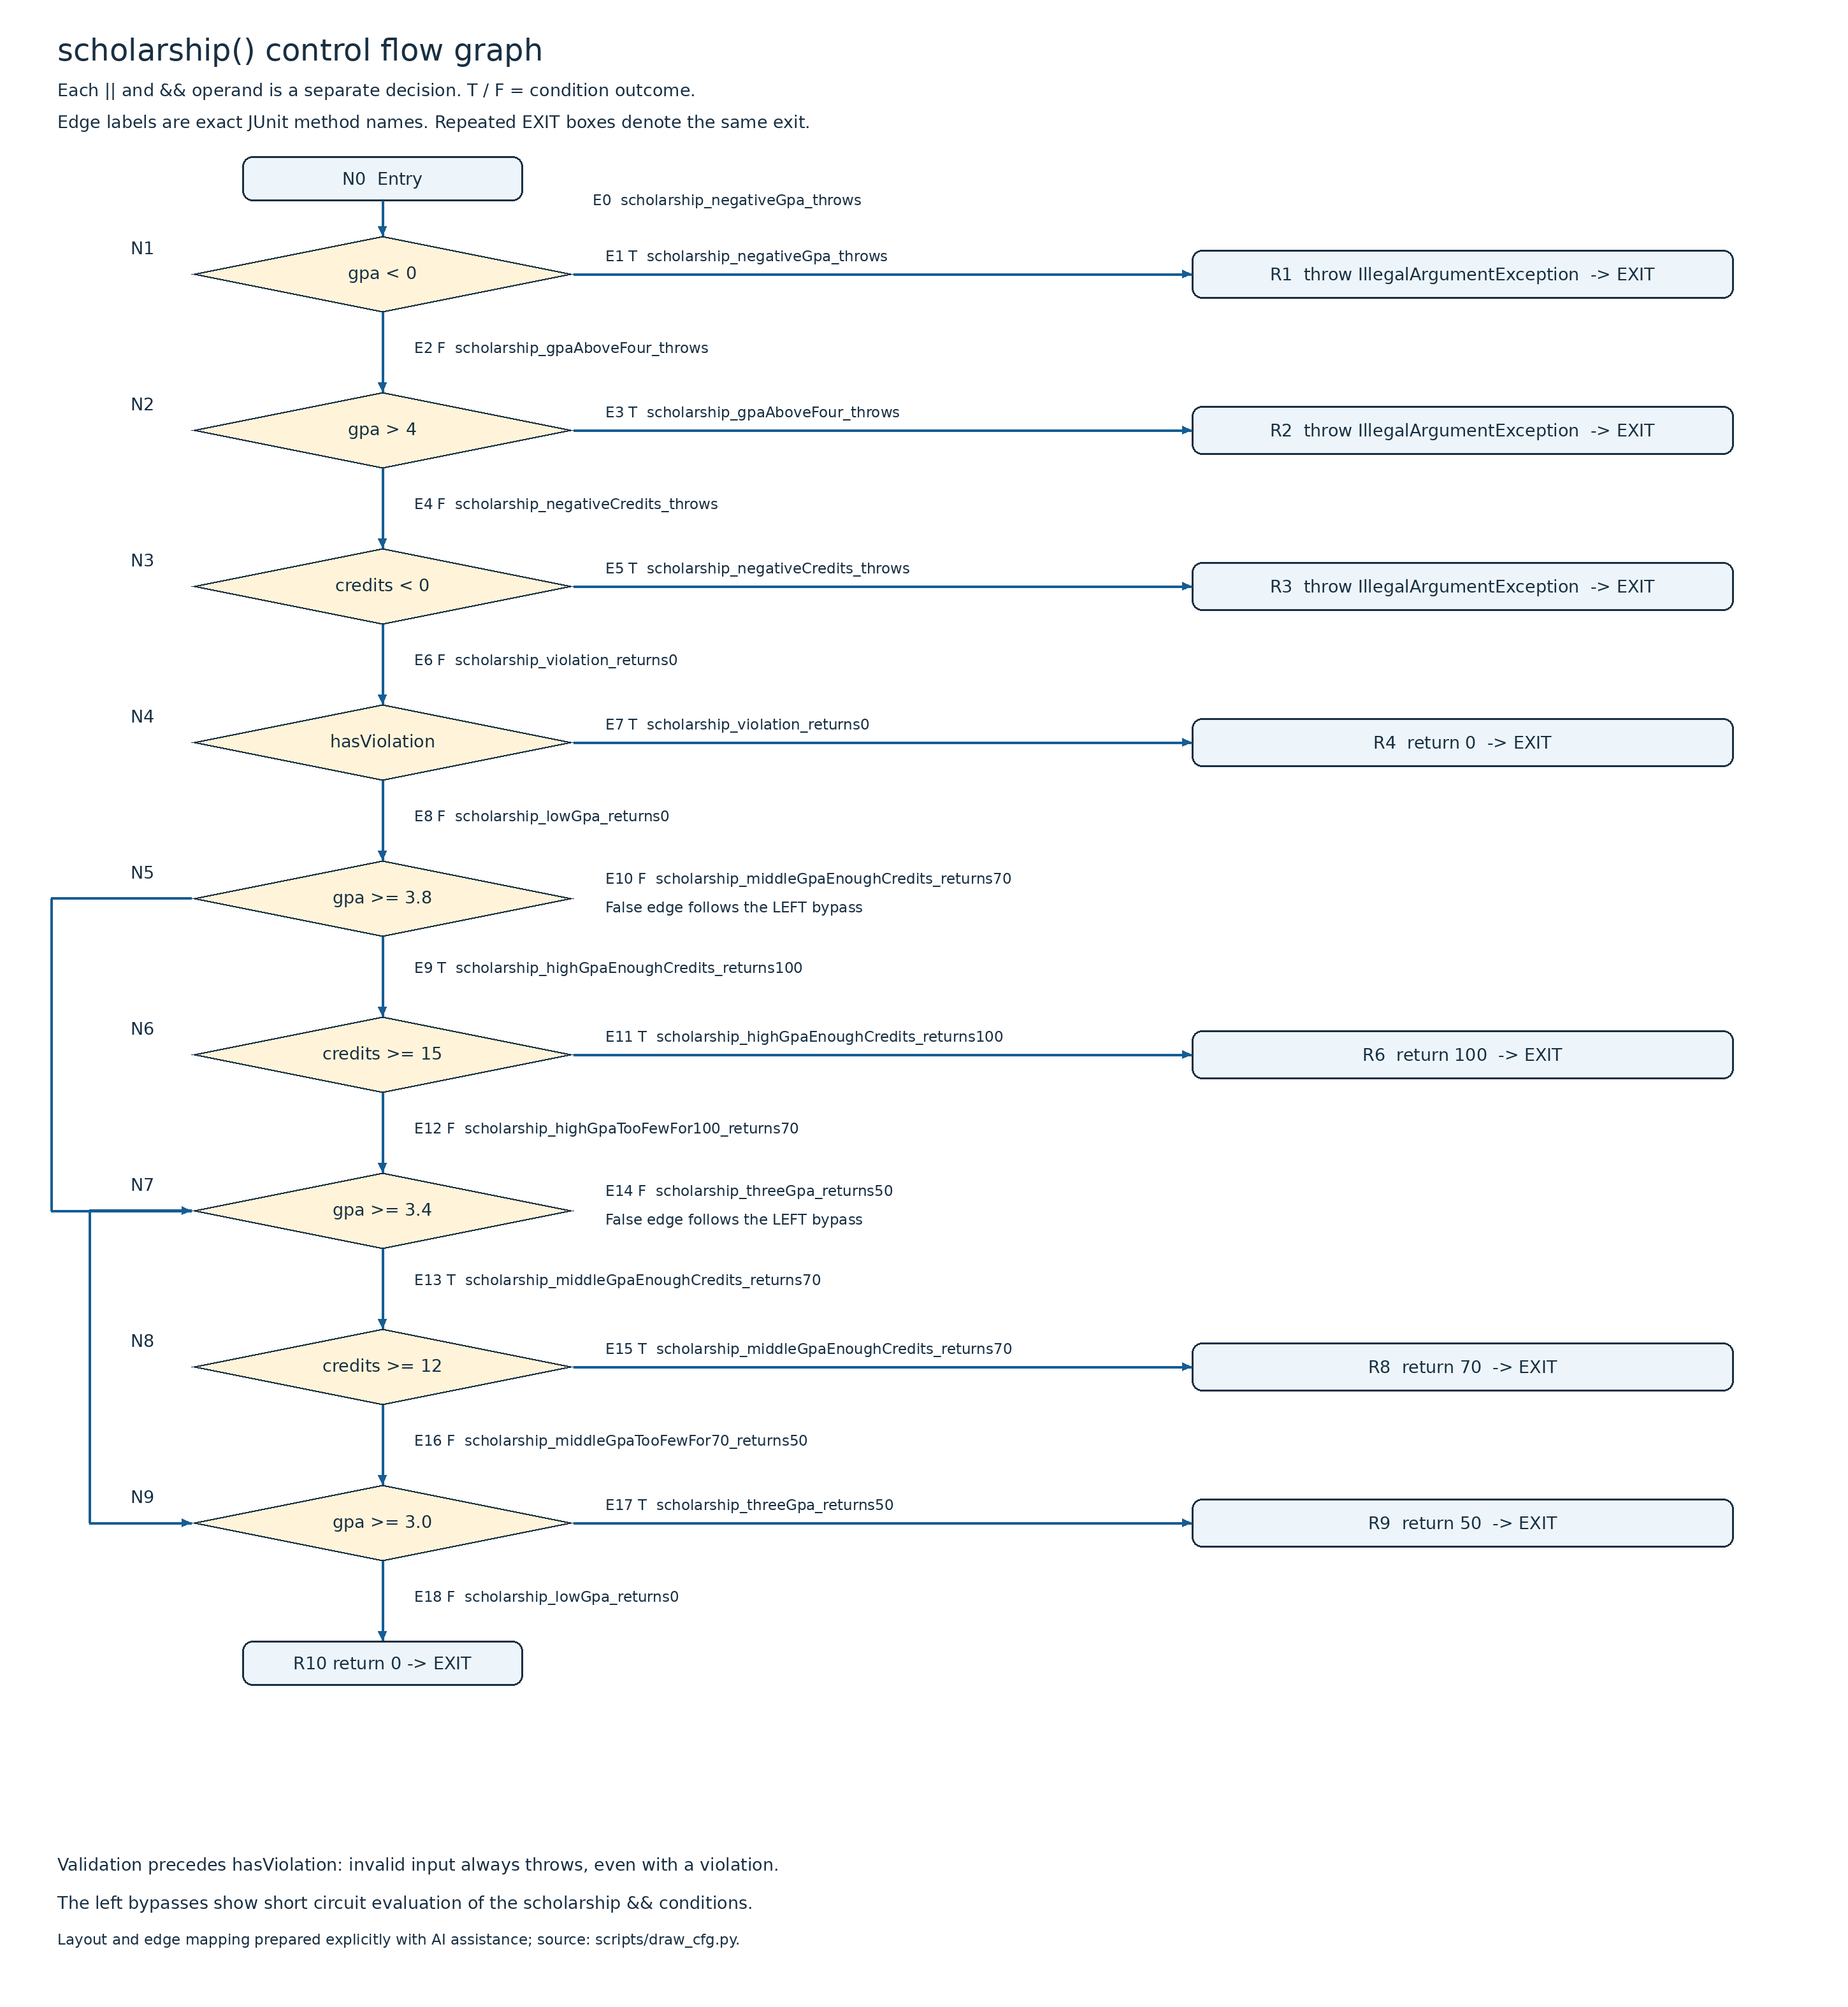 scholarship() control flow graph
Each || and && operand is a separate decision. T / F = condition outcome.
Edge labels are exact JUnit method names. Repeated EXIT boxes denote the same exit.
N0  Entry
E0  scholarship_negativeGpa_throws
N1
gpa < 0
E1 T  scholarship_negativeGpa_throws
R1  throw IllegalArgumentException  -> EXIT
E2 F  scholarship_gpaAboveFour_throws
N2
gpa > 4
E3 T  scholarship_gpaAboveFour_throws
R2  throw IllegalArgumentException  -> EXIT
E4 F  scholarship_negativeCredits_throws
N3
credits < 0
E5 T  scholarship_negativeCredits_throws
R3  throw IllegalArgumentException  -> EXIT
E6 F  scholarship_violation_returns0
N4
hasViolation
E7 T  scholarship_violation_returns0
R4  return 0  -> EXIT
E8 F  scholarship_lowGpa_returns0
N5
gpa >= 3.8
E10 F  scholarship_middleGpaEnoughCredits_returns70
False edge follows the LEFT bypass
E9 T  scholarship_highGpaEnoughCredits_returns100
N6
credits >= 15
E11 T  scholarship_highGpaEnoughCredits_returns100
R6  return 100  -> EXIT
E12 F  scholarship_highGpaTooFewFor100_returns70
N7
gpa >= 3.4
E14 F  scholarship_threeGpa_returns50
False edge follows the LEFT bypass
E13 T  scholarship_middleGpaEnoughCredits_returns70
N8
credits >= 12
E15 T  scholarship_middleGpaEnoughCredits_returns70
R8  return 70  -> EXIT
E16 F  scholarship_middleGpaTooFewFor70_returns50
N9
gpa >= 3.0
E17 T  scholarship_threeGpa_returns50
R9  return 50  -> EXIT
E18 F  scholarship_lowGpa_returns0
R10 return 0 -> EXIT
Validation precedes hasViolation: invalid input always throws, even with a violation.
The left bypasses show short circuit evaluation of the scholarship && conditions.
Layout and edge mapping prepared explicitly with AI assistance; source: scripts/draw_cfg.py.